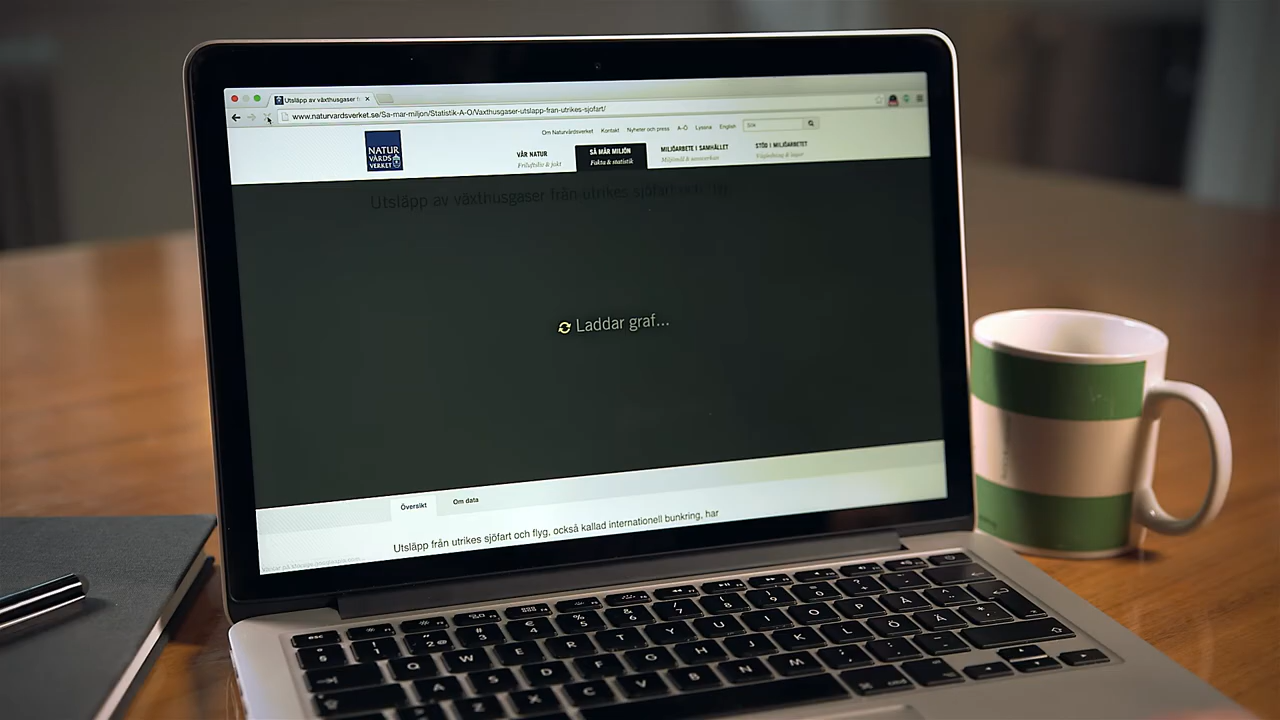 Utsläpp av växthusgaser f
www.naturvardsverket.se/Sa-mar-miljon/Statistik-A-O/Vaxthusgaser-utslapp-fran-utrikes-sjofart/
Om Naturvårdsverket Kontakt Nyheter och press A-Ö Lyssna English Sök
NATUR
VÅRDS
VERKET
VÅR NATUR
Friluftsliv & jakt
SÅ MÅR MILJÖN
Fakta & statistik
MILJÖARBETE I SAMHÄLLET
Miljömål & samverkan
STÖD I MILJÖARBETET
Vägledning & lagar
Utsläpp av växthusgaser från utrikes sjöfart och flyg
Laddar graf...
Översikt Om data
Utsläpp från utrikes sjöfart och flyg, också kallad internationell bunkring, har
esc
Q W E R T Y U I O P Å
A S D F G H J K L Ö Ä
Z X C V B N M